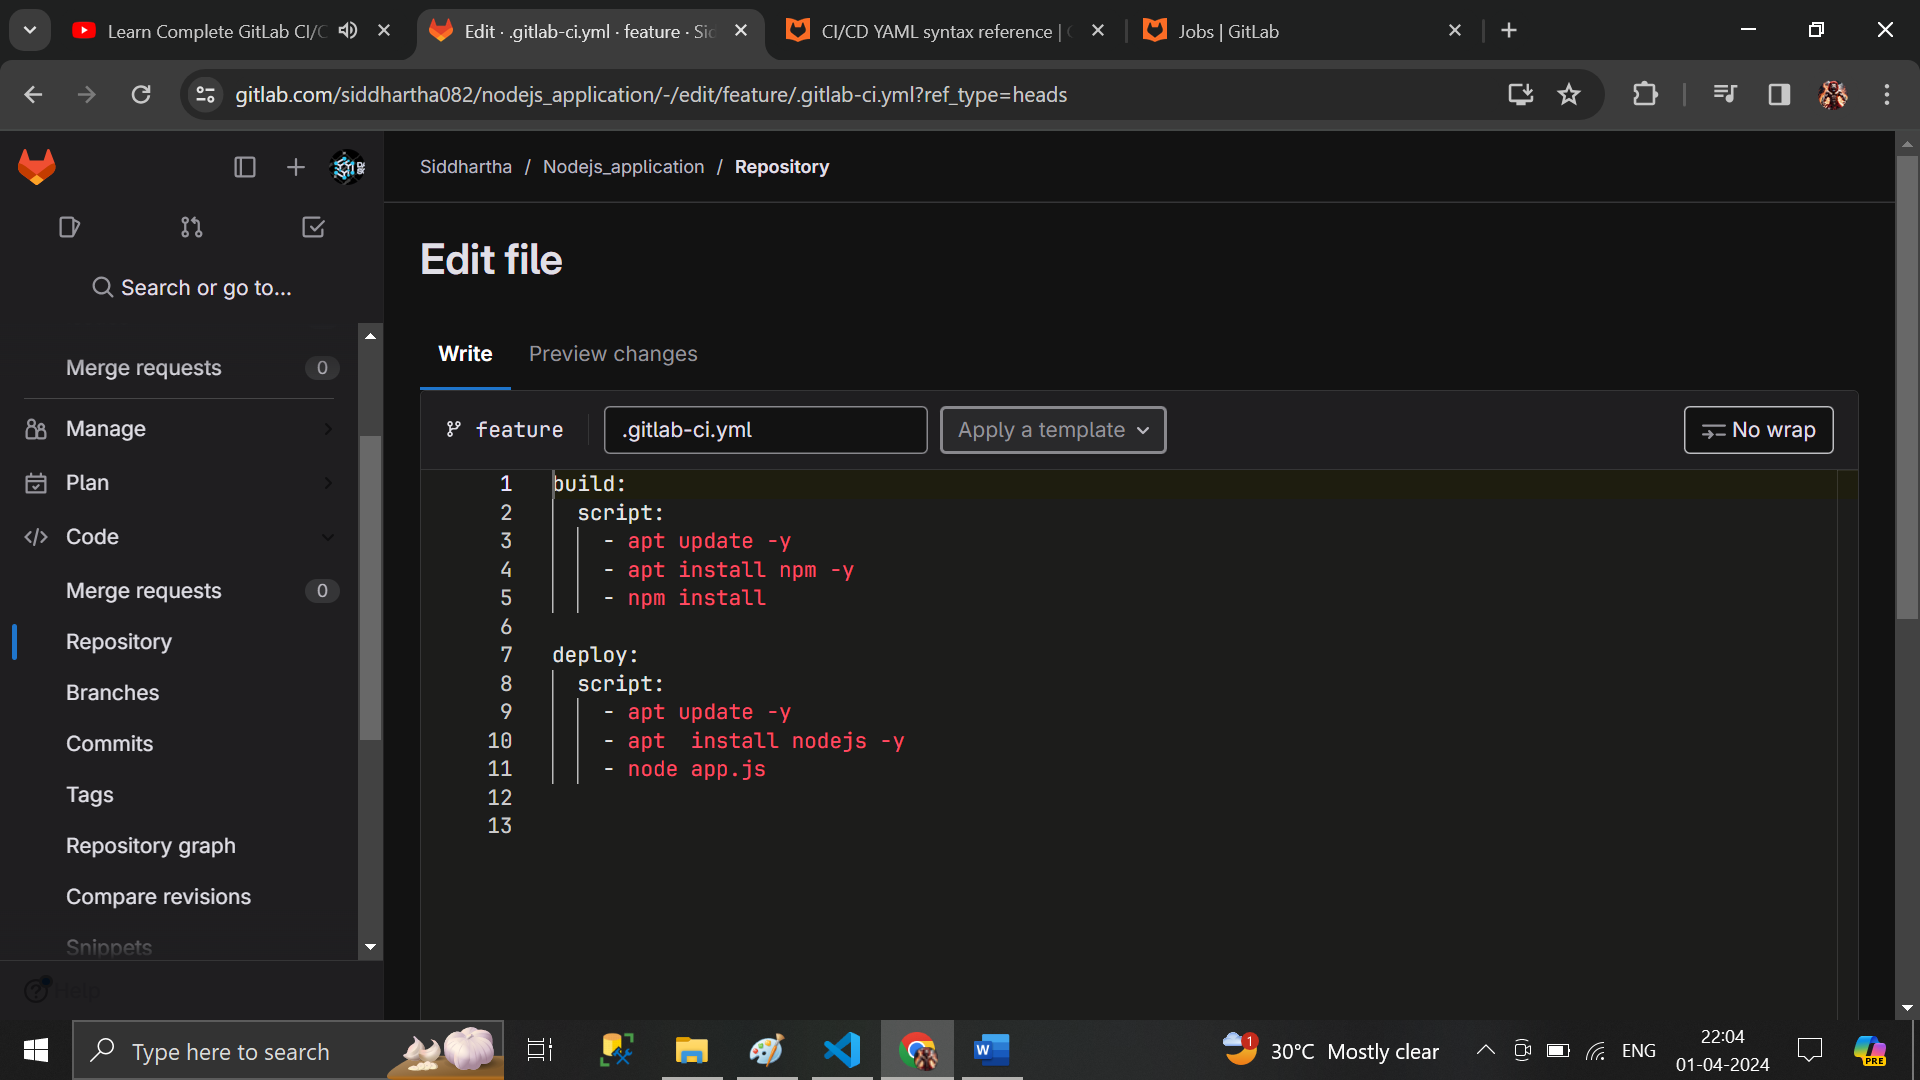 Learn Complete GitLab CI/C
Edit · .gitlab-ci.yml · feature · Sid
CI/CD YAML syntax reference |
Jobs | GitLab
gitlab.com/siddhartha082/nodejs_application/-/edit/feature/.gitlab-ci.yml?ref_type=heads
Siddhartha / Nodejs_application / Repository
Search or go to...
Merge requests 0
Manage
Plan
Code
Merge requests 0
Repository
Branches
Commits
Tags
Repository graph
Compare revisions
Snippets
Help
Edit file
Write Preview changes
feature .gitlab-ci.yml Apply a template No wrap
1 build:
2 script:
3 - apt update -y
4 - apt install npm -y
5 - npm install
6
7 deploy:
8 script:
9 - apt update -y
10 - apt  install nodejs -y
11 - node app.js
12
13
Type here to search
1
30°C Mostly clear
ENG
22:04
01-04-2024
PRE